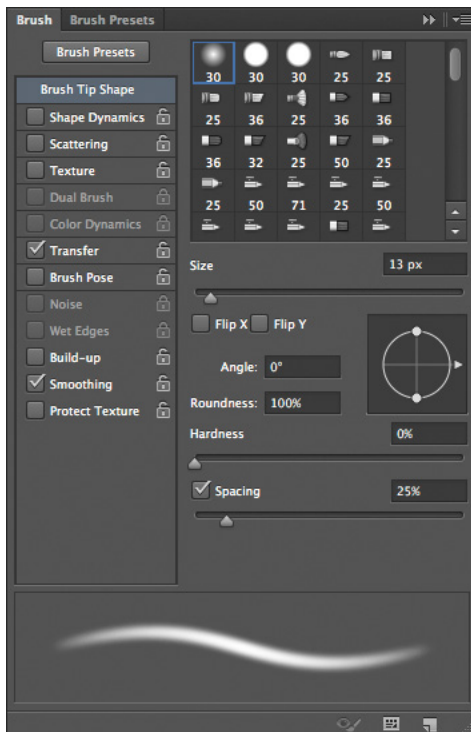 Brush Brush Presets
Brush Presets
Brush Tip Shape
Shape Dynamics
Scattering
Texture
Dual Brush
Color Dynamics
Transfer
Brush Pose
Noise
Wet Edges
Build-up
Smoothing
Protect Texture
30 30 30 25 25
25 36 25 36 36
36 32 25 50 25
25 50 71 25 50
Size 13 px
Flip X Flip Y
Angle: 0°
Roundness: 100%
Hardness 0%
Spacing 25%